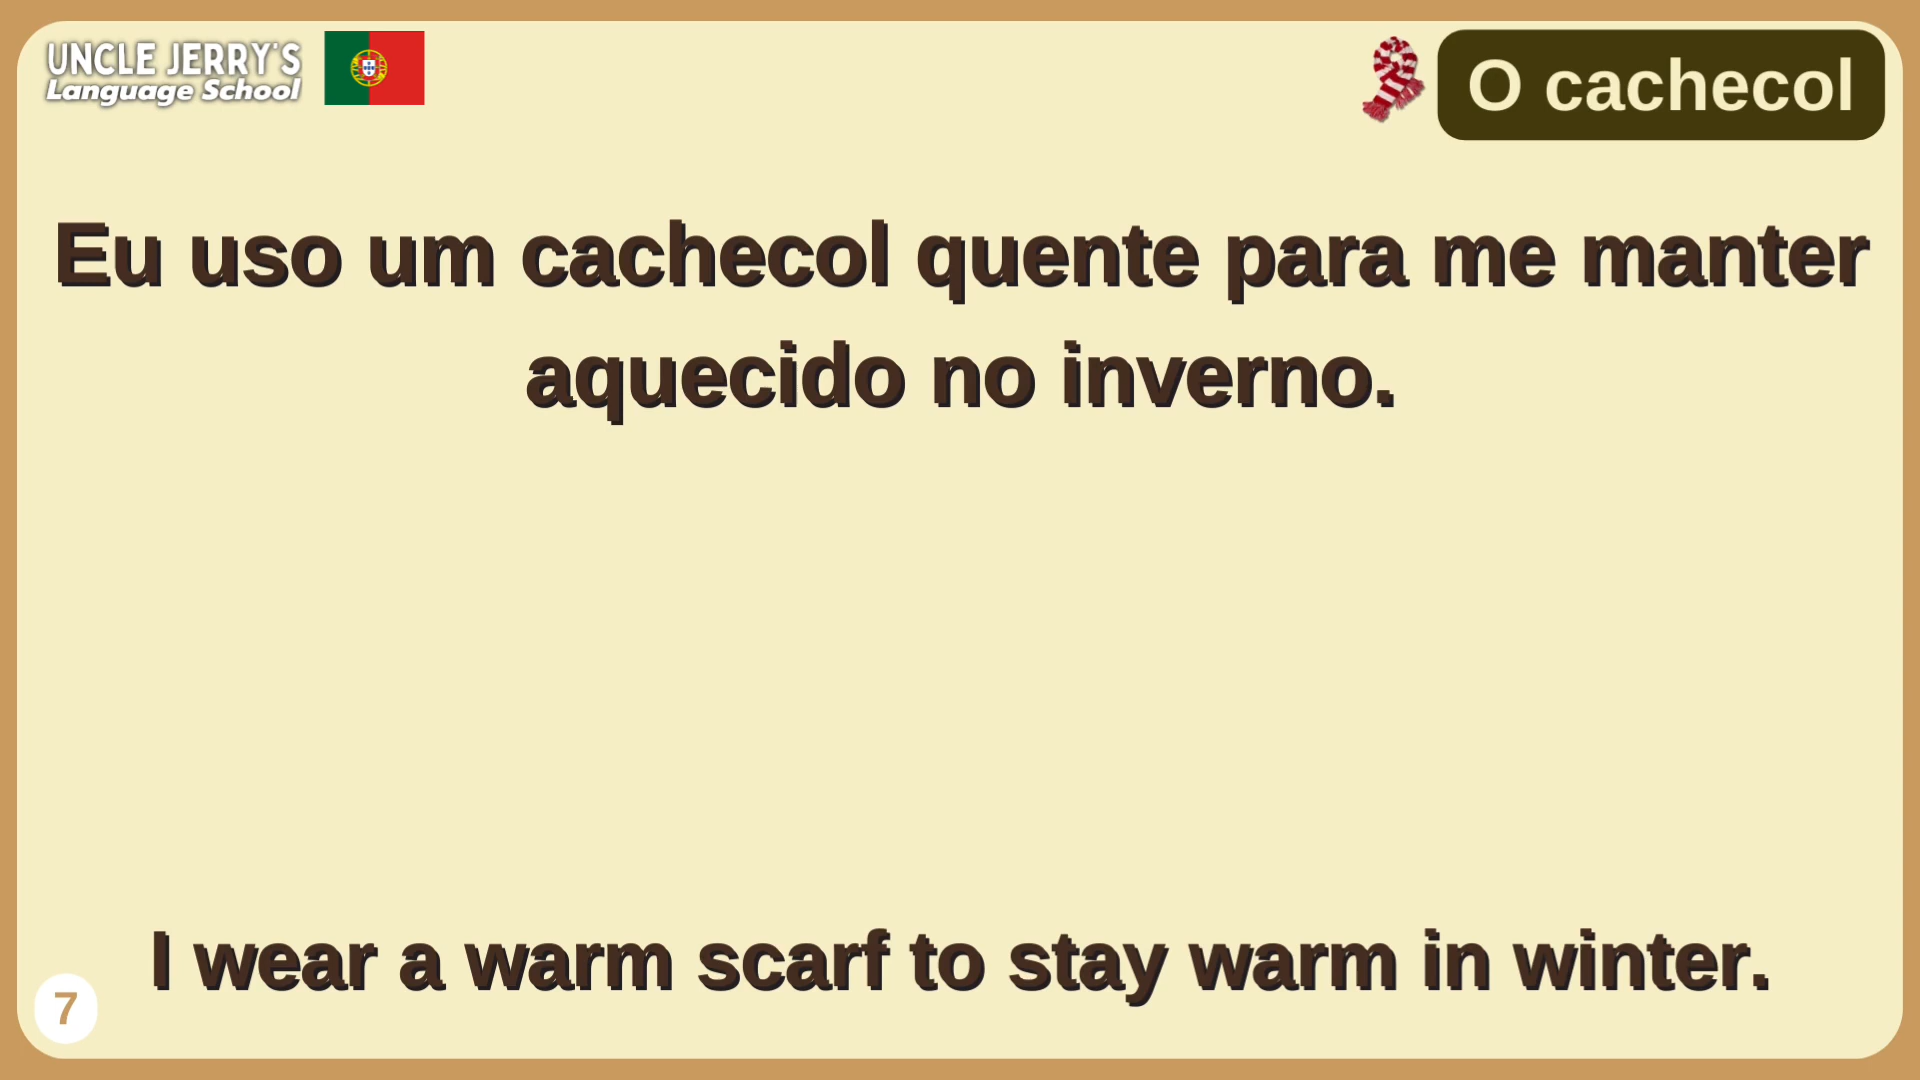 UNCLE JERRY'S
Language School
O cachecol
Eu uso um cachecol quente para me manter
aquecido no inverno.
I wear a warm scarf to stay warm in winter.
7